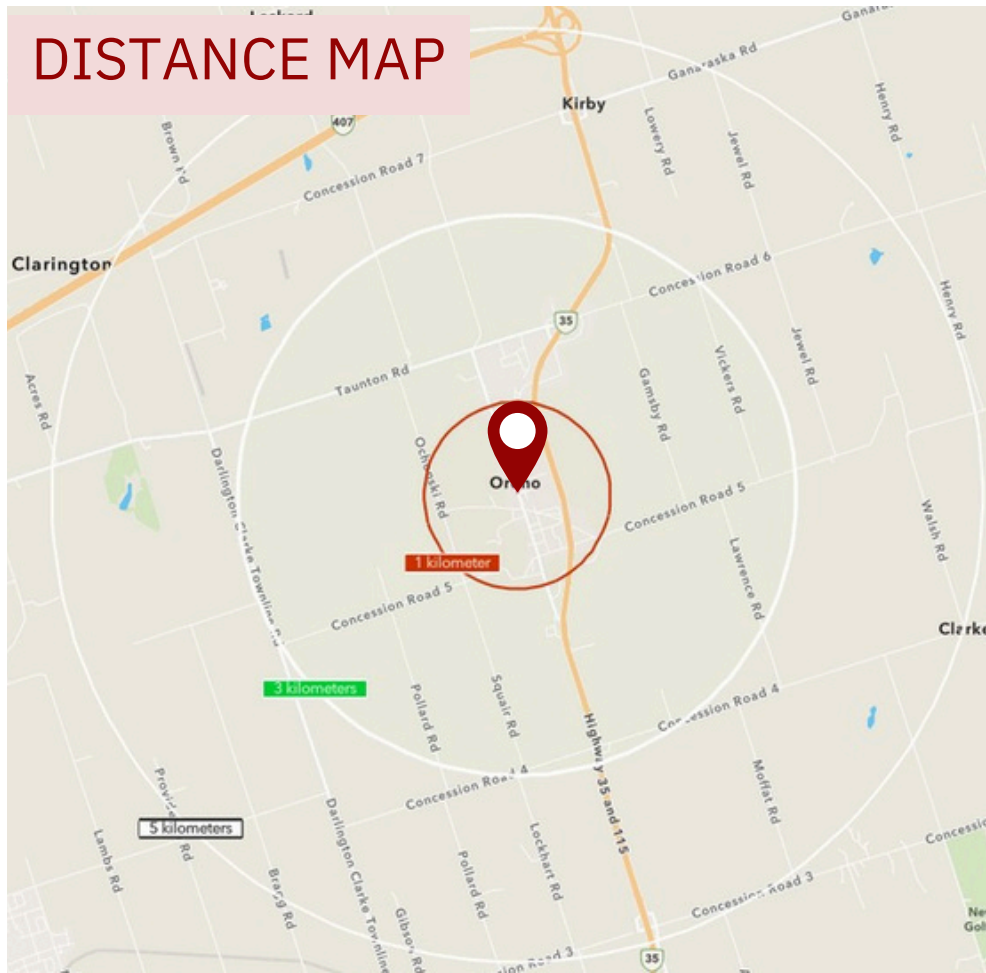 DISTANCE MAP
Kirby
Ganaraska Rd
Henry Rd
407
Brown Rd
Lowery Rd
Jewel Rd
Concession Road 7
Clarington
Concession Road 6
35
Henry Rd
Taunton Rd
Jewel Rd
Vickers Rd
Gamsby Rd
Acres Rd
Ochonski Rd
Orono
Darlington Clarke Townline Rd
Concession Road 5
Walsh Rd
1 kilometer
Lawrence Rd
Concession Road 5
Clarke
3 kilometers
Squair Rd
Pollard Rd
Concession Road 4
Highway 35 and 115
Concession Road 4
Moffat Rd
5 kilometers
Lambs Rd
Lockhart Rd
Darlington Clarke Townline
Pollard Rd
Bragg Rd
Concession Road 3
Gibson Rd
35